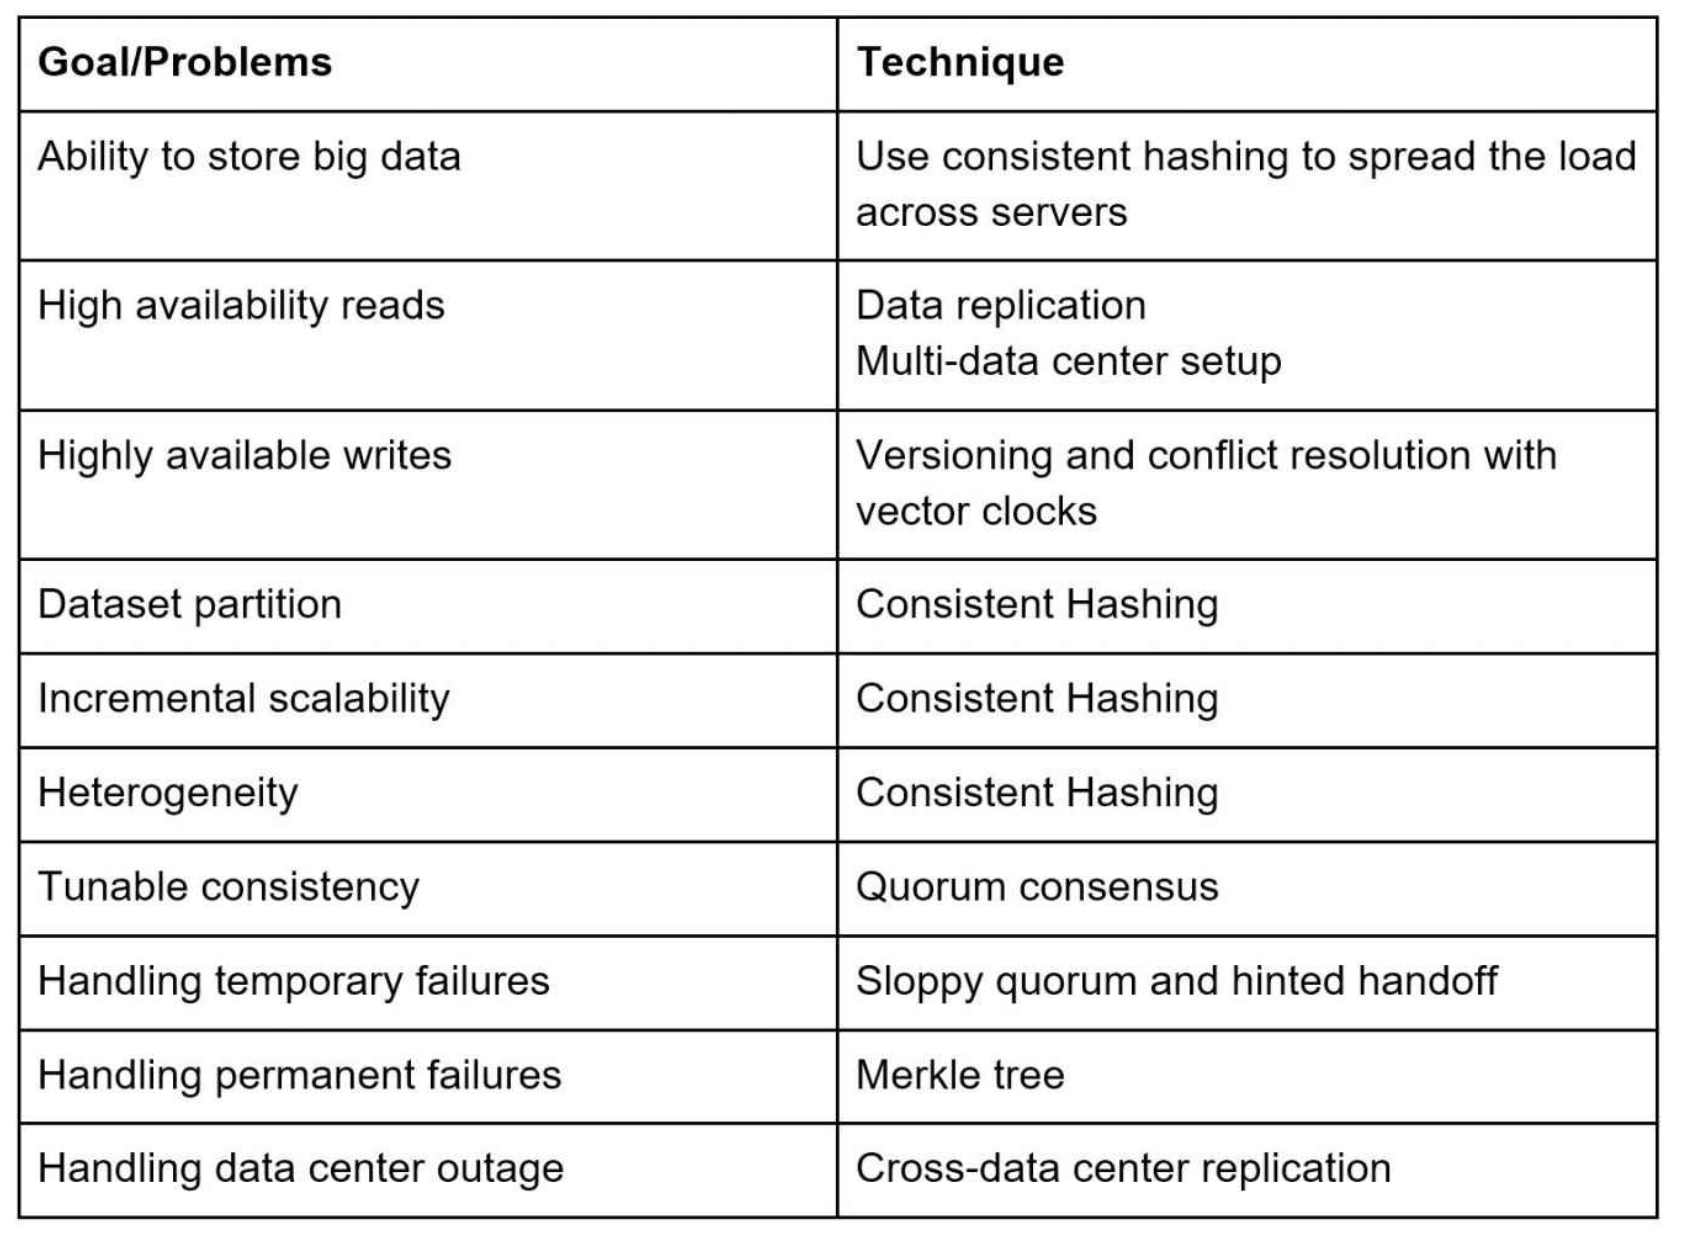 Goal/Problems
Technique
Ability to store big data
Use consistent hashing to spread the load
across servers
High availability reads
Data replication
Multi-data center setup
Highly available writes
Versioning and conflict resolution with
vector clocks
Dataset partition
Consistent Hashing
Incremental scalability
Consistent Hashing
Heterogeneity
Consistent Hashing
Tunable consistency
Quorum consensus
Handling temporary failures
Sloppy quorum and hinted handoff
Handling permanent failures
Merkle tree
Handling data center outage
Cross-data center replication